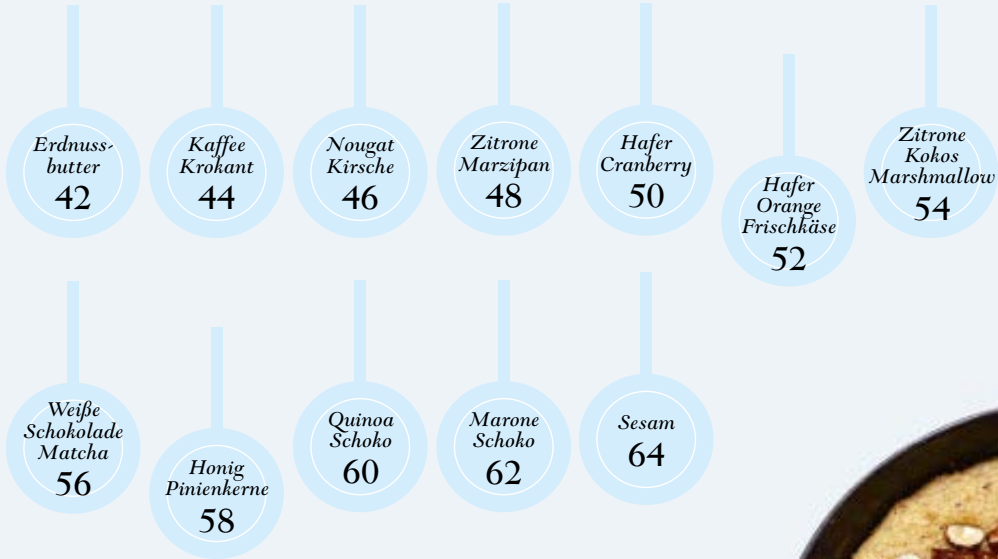 Erdnuss-
butter
42
Kaffee
Krokant
44
Nougat
Kirsche
46
Zitrone
Marzipan
48
Hafer
Cranberry
50
Hafer
Orange
Frischkäse
52
Zitrone
Kokos
Marshmallow
54
Weiße
Schokolade
Matcha
56
Honig
Pinienkerne
58
Quinoa
Schoko
60
Marone
Schoko
62
Sesam
64